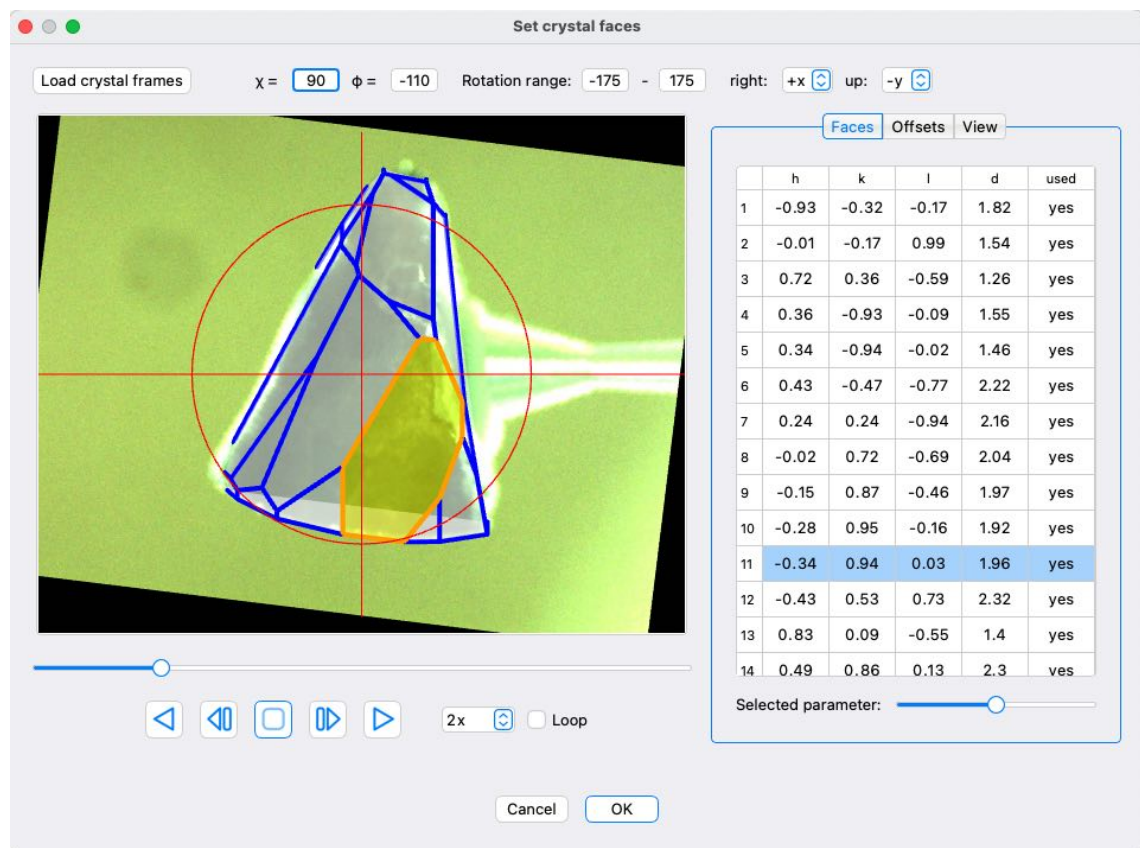 Set crystal faces
Load crystal frames χ = 90 ϕ = -110 Rotation range: -175 - 175 right: +x up: -y
Faces Offsets View
h k l d used
1 -0.93 -0.32 -0.17 1.82 yes
2 -0.01 -0.17 0.99 1.54 yes
3 0.72 0.36 -0.59 1.26 yes
4 0.36 -0.93 -0.09 1.55 yes
5 0.34 -0.94 -0.02 1.46 yes
6 0.43 -0.47 -0.77 2.22 yes
7 0.24 0.24 -0.94 2.16 yes
8 -0.02 0.72 -0.69 2.04 yes
9 -0.15 0.87 -0.46 1.97 yes
10 -0.28 0.95 -0.16 1.92 yes
11 -0.34 0.94 0.03 1.96 yes
12 -0.43 0.53 0.73 2.32 yes
13 0.83 0.09 -0.55 1.4 yes
14 0.49 0.86 0.13 2.3 yes
Selected parameter:
2x Loop
Cancel OK